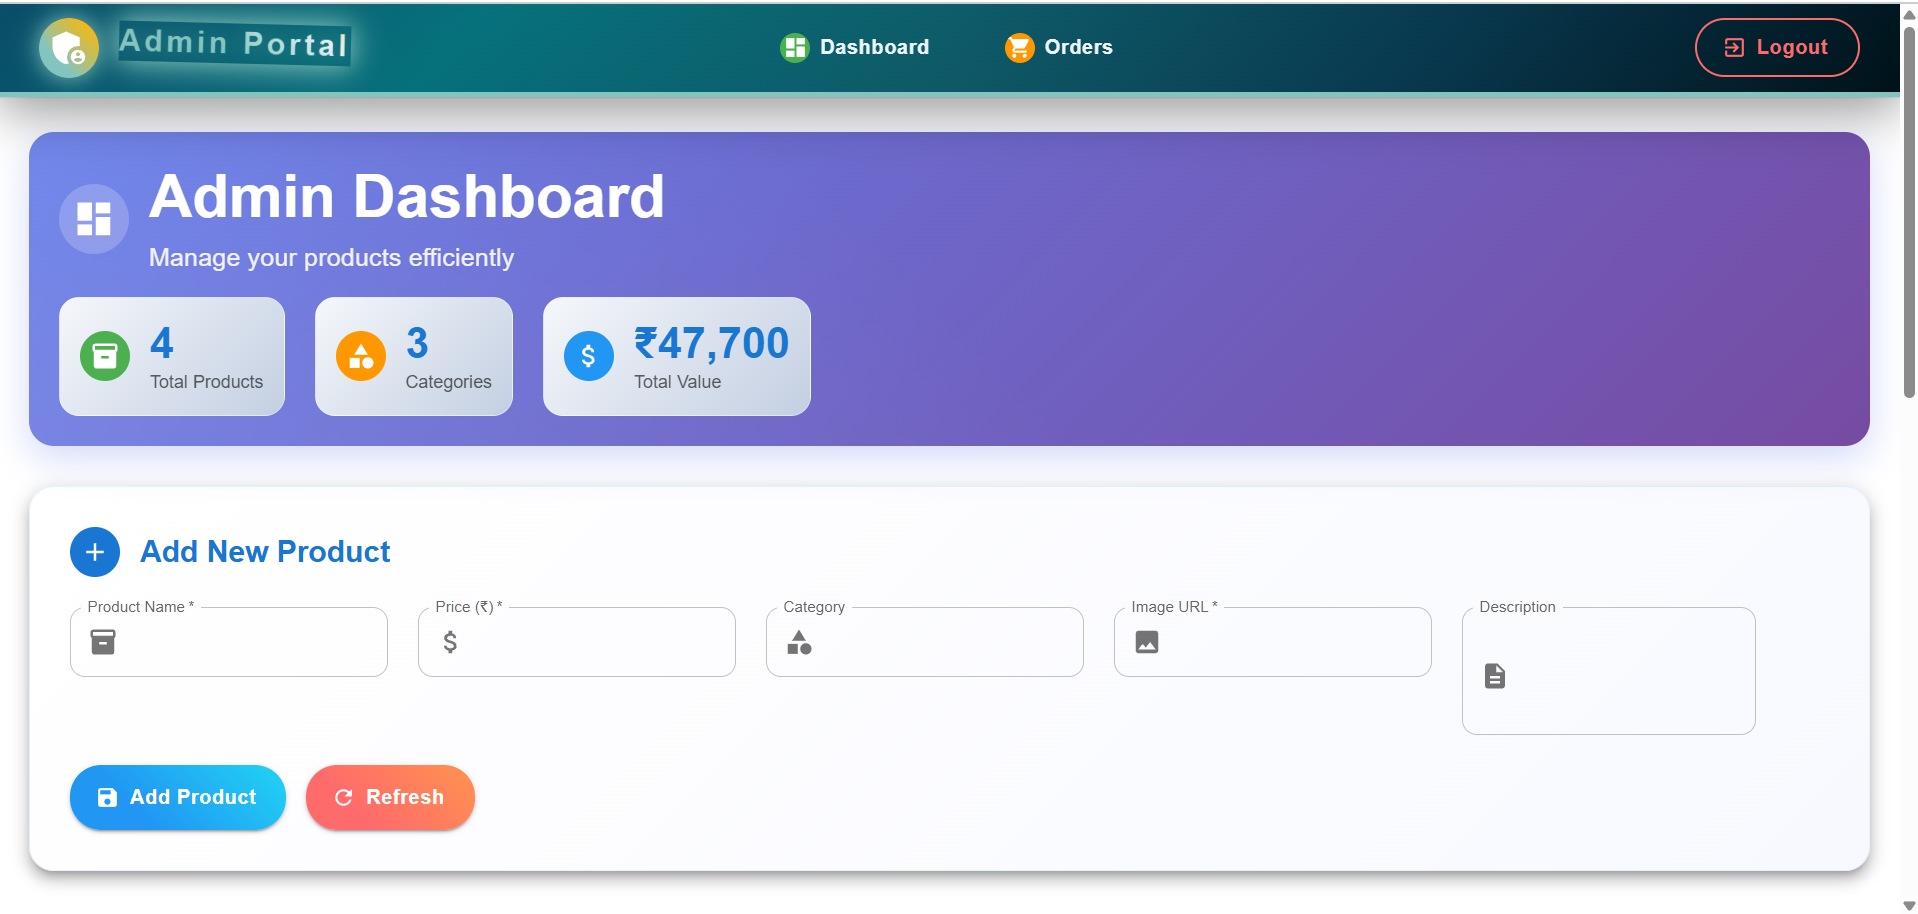 Admin Portal
Dashboard
Orders
Logout
Admin Dashboard
Manage your products efficiently
4
Total Products
3
Categories
₹47,700
Total Value
Add New Product
Product Name *
Price (₹) *
Category
Image URL *
Description
Add Product
Refresh